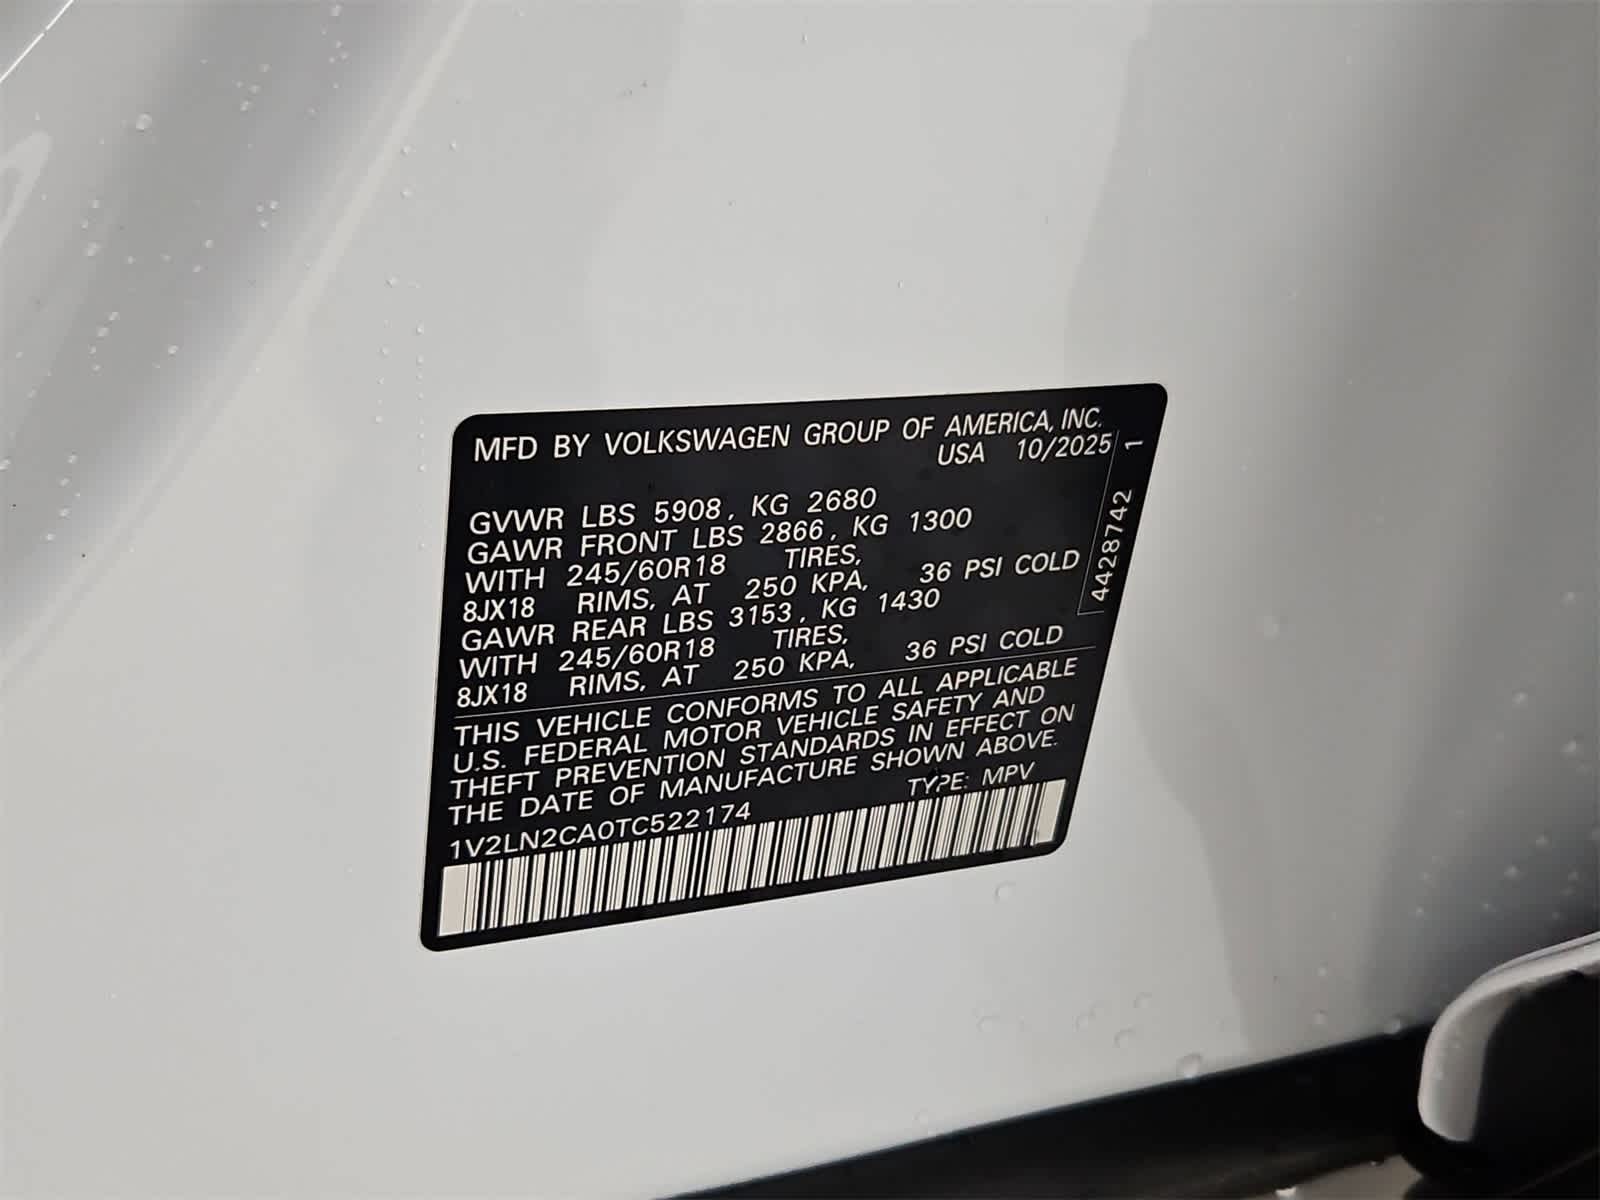 MFD BY VOLKSWAGEN GROUP OF AMERICA, INC.
USA 10/2025
GVWR LBS 5908, KG 2680
GAWR FRONT LBS 2866, KG 1300
WITH 245/60R18 TIRES,
8JX18 RIMS, AT 250 KPA, 36 PSI COLD
GAWR REAR LBS 3153, KG 1430
WITH 245/60R18 TIRES,
8JX18 RIMS, AT 250 KPA, 36 PSI COLD
THIS VEHICLE CONFORMS TO ALL APPLICABLE
U.S. FEDERAL MOTOR VEHICLE SAFETY AND
THEFT PREVENTION STANDARDS IN EFFECT ON
THE DATE OF MANUFACTURE SHOWN ABOVE.
TYPE: MPV
1V2LN2CA0TC522174
4428742 1